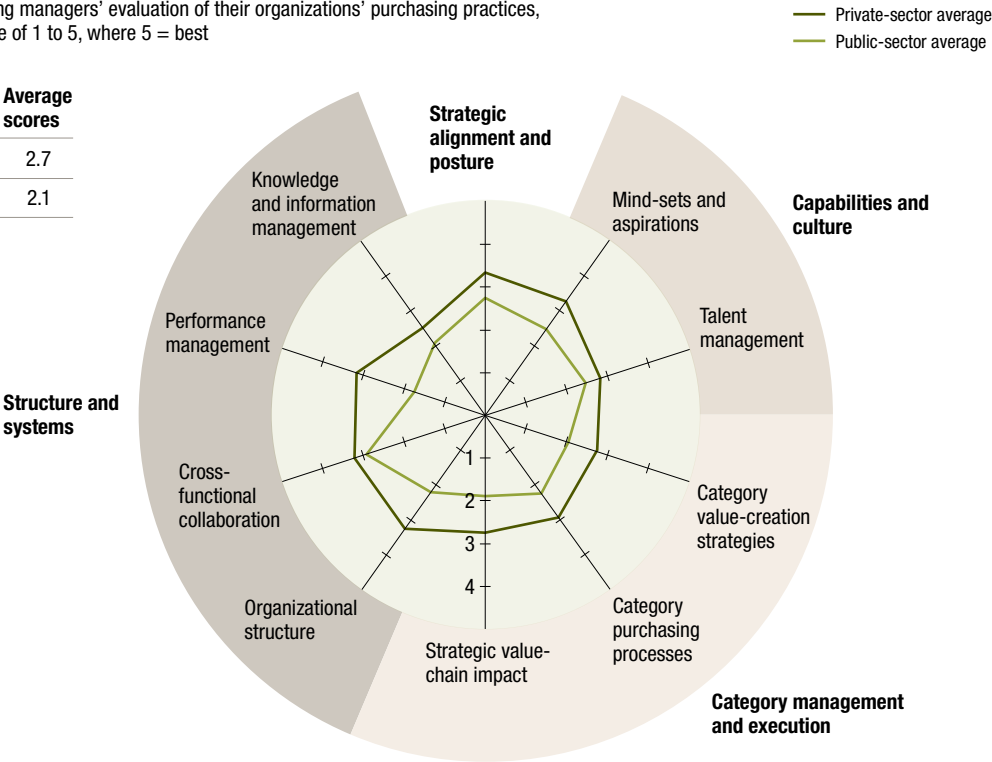 managers’ evaluation of their organizations’ purchasing practices,
of 1 to 5, where 5 = best
Private-sector average
Public-sector average
Average
scores
2.7
2.1
Strategic
alignment and
posture
Knowledge
and information
management
Mind-sets and
aspirations
Capabilities and
culture
Performance
management
Talent
management
Structure and
systems
1
2
3
4
Cross-
functional
collaboration
Category
value-creation
strategies
Organizational
structure
Category
purchasing
processes
Strategic value-
chain impact
Category management
and execution